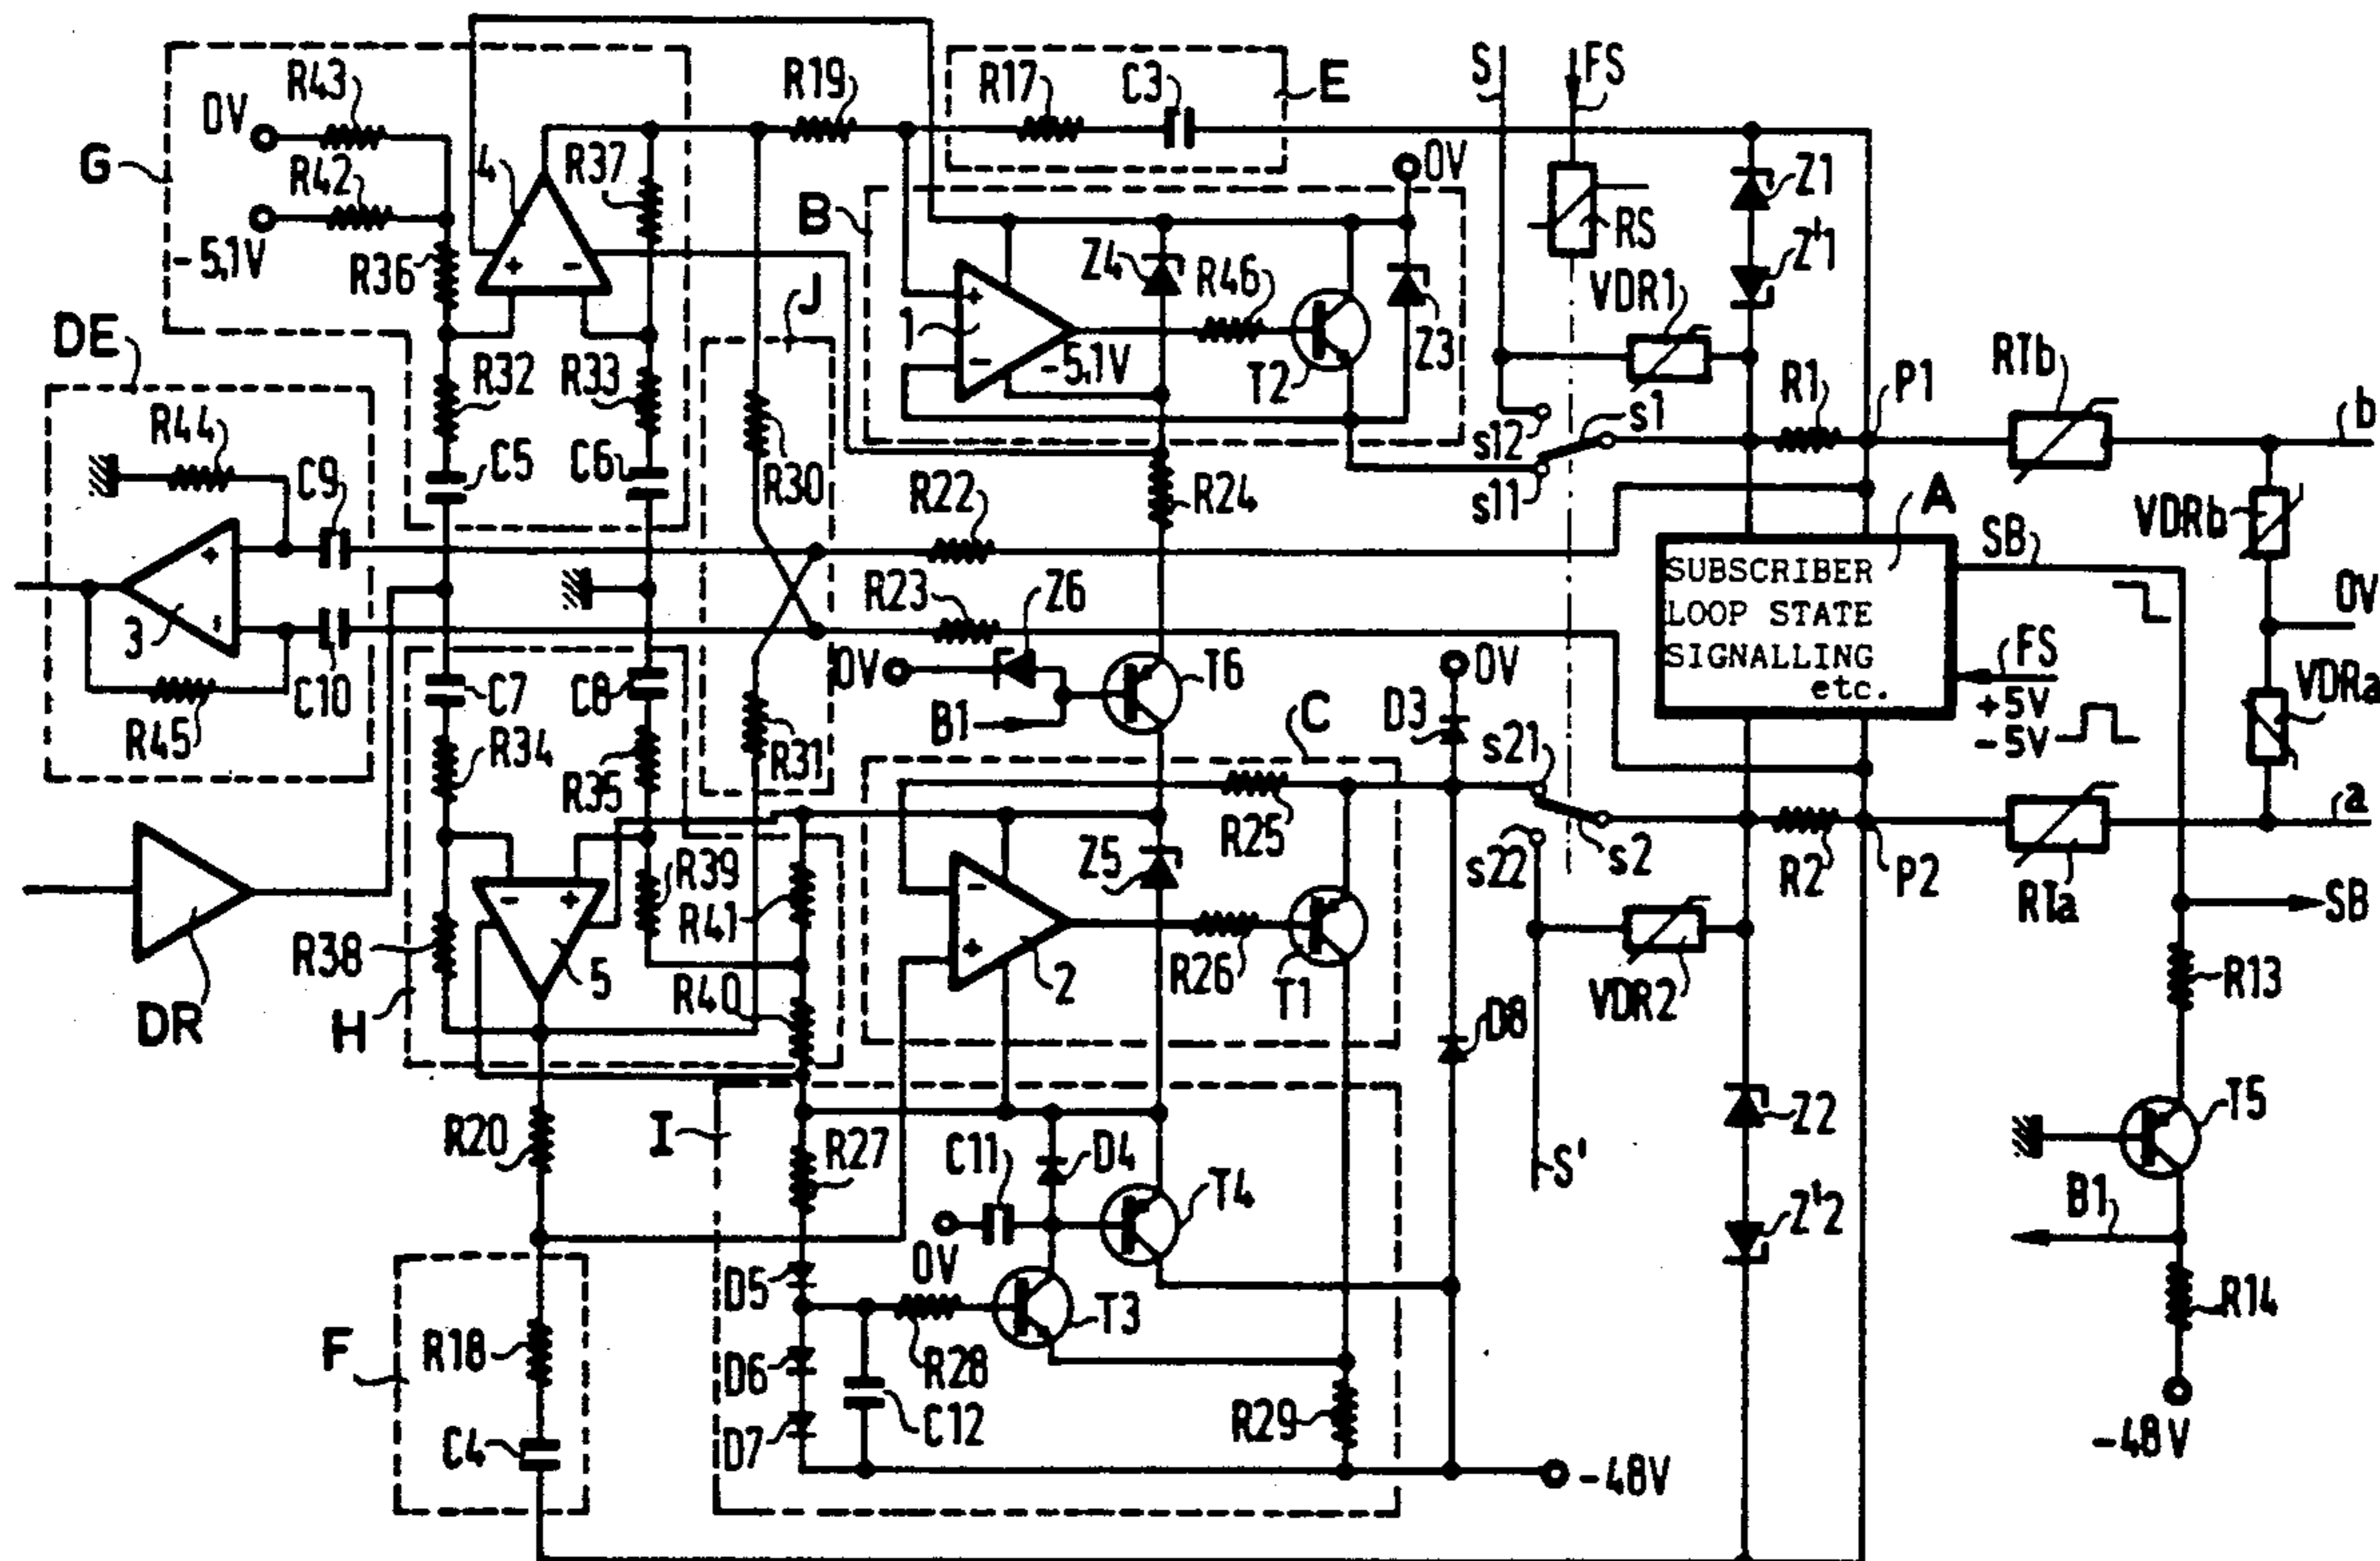 R43
R19
R17
C3
E
S
FS
0V
R42
G
4
R37
Z1
-5,1V
R36
+
-
B
0V
RS
Z4
R46
Z'1
VDR1
J
1
+
-
-5,1V
T2
Z3
DE
R32
R33
R30
RTb
R44
C9
C5
C6
s12
s1
R1
P1
b
R22
R24
s11
A
VDRb
SB
3
+
-
SUBSCRIBER
LOOP STATE
SIGNALLING
etc.
R23
Z6
0V
C10
R45
C7
C8
0V
B1
T6
0V
FS
+5V
-5V
VDRa
R34
R35
R31
C
D3
s21
R25
s2
R2
P2
a
RTa
Z5
s22
DR
R38
-
+
5
R39
R41
R40
H
-
+
2
R26
T1
D8
VDR2
SB
R13
R20
I
R27
C11
D4
T4
S'
Z2
T5
B1
Z'2
0V
D5
T3
R28
R14
F
R18
D6
C12
R29
C4
D7
-48V
-48V